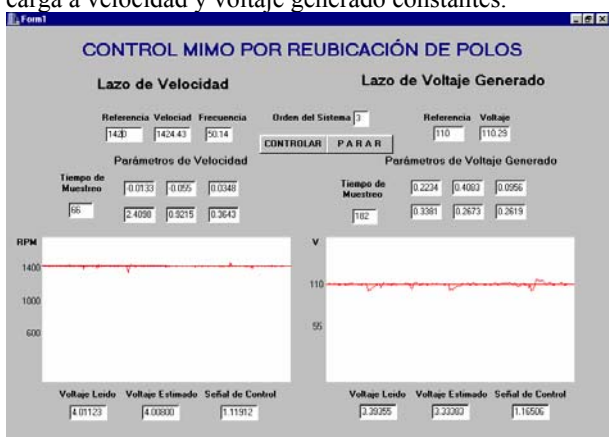 carga a velocidad y voltaje generado constantes.
Form1
CONTROL MIMO POR REUBICACIÓN DE POLOS
Lazo de Velocidad
Lazo de Voltaje Generado
Referencia Velociad Frecuencia
1420 1424.43 50.14
Orden del Sistema 3
CONTROLAR PARAR
Referencia Voltaje
110 110.29
Parámetros de Velocidad
Tiempo de Muestreo
66
-0.0133 -0.055 0.0348
2.4098 0.9215 0.3643
Parámetros de Voltaje Generado
Tiempo de Muestreo
182
0.2234 0.4083 0.0956
0.3381 0.2673 0.2619
RPM
1400
1000
600
V
110
55
Voltaje Leido Voltaje Estimado Señal de Control
4.01123 4.00800 1.11912
Voltaje Leido Voltaje Estimado Señal de Control
3.39355 3.33383 1.16506